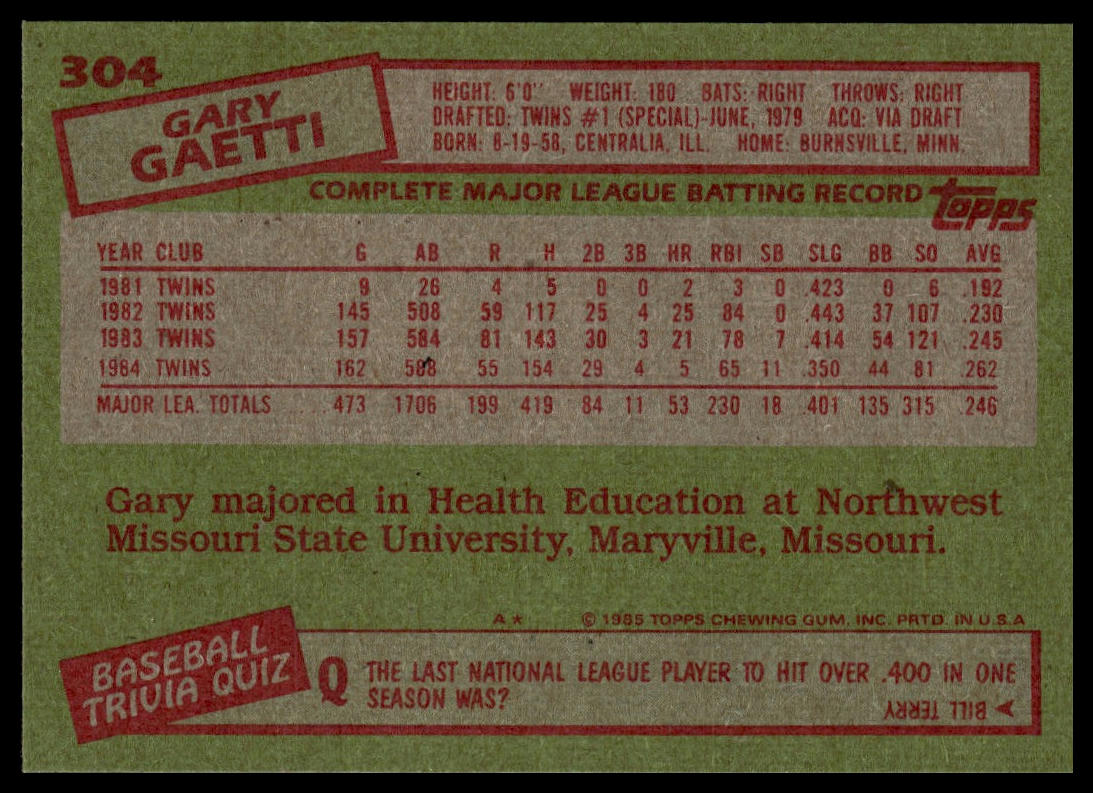 304
GARY
GAETTI
HEIGHT: 6'0" WEIGHT: 180 BATS: RIGHT THROWS: RIGHT
DRAFTED: TWINS #1 (SPECIAL)-JUNE, 1979 ACQ: VIA DRAFT
BORN: 8-19-58, CENTRALIA, ILL. HOME: BURNSVILLE, MINN.
COMPLETE MAJOR LEAGUE BATTING RECORD
topps
YEAR CLUB G AB R H 2B 3B HR RBI SB SLG BB SO AVG
1981 TWINS 9 26 4 5 0 0 2 3 0 .423 0 6 .192
1982 TWINS 145 508 59 117 25 4 25 84 0 .443 37 107 .230
1983 TWINS 157 584 81 143 30 3 21 78 7 .414 54 121 .245
1984 TWINS 162 588 55 154 29 4 5 65 11 .350 44 81 .262
MAJOR LEA. TOTALS .... 473 1706 199 419 84 11 53 230 18 .401 135 315 .246
Gary majored in Health Education at Northwest
Missouri State University, Maryville, Missouri.
A* © 1985 TOPPS CHEWING GUM, INC. PRTD. IN U.S.A
BASEBALL
TRIVIA QUIZ
Q THE LAST NATIONAL LEAGUE PLAYER TO HIT OVER .400 IN ONE
SEASON WAS?
A BILL TERRY